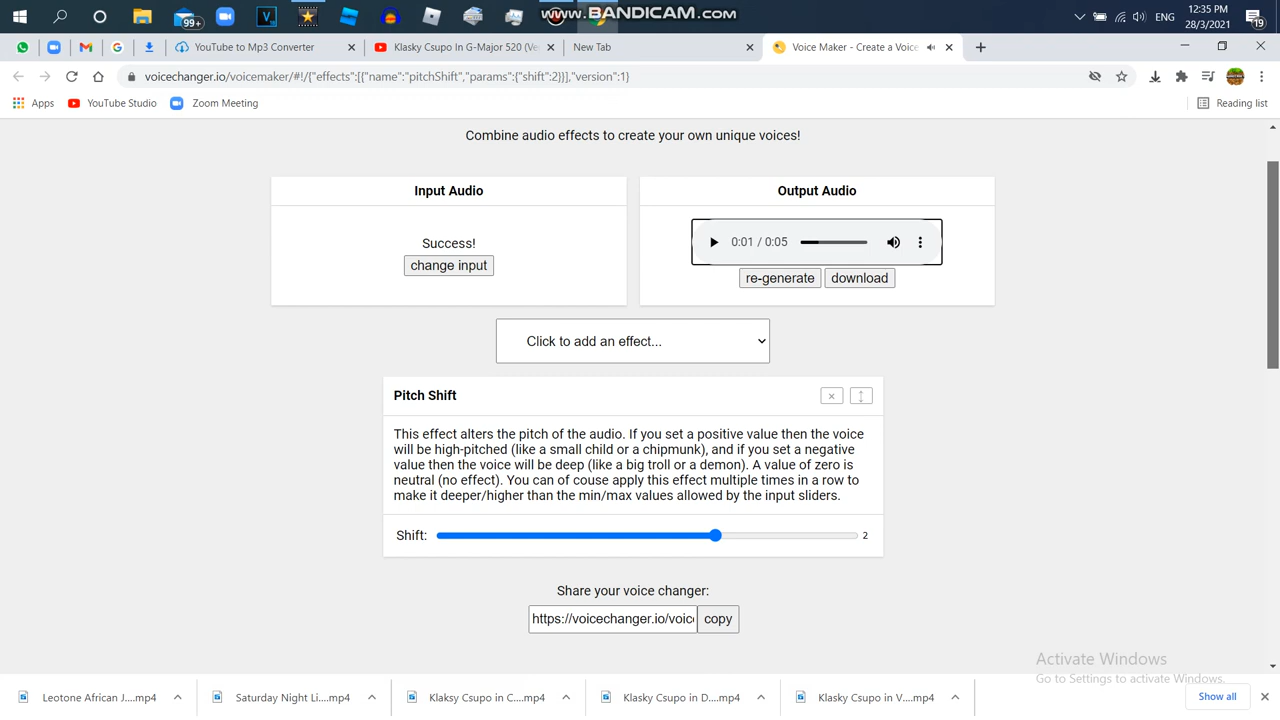 99+
www.BANDICAM.com
ENG
12:35 PM
28/3/2021
19
YouTube to Mp3 Converter
Klasky Csupo In G-Major 520 (Ve
New Tab
Voice Maker - Create a Voice
voicechanger.io/voicemaker/#!/{"effects":[{"name":"pitchShift","params":{"shift":2}}],"version":1}
Apps
YouTube Studio
Zoom Meeting
Reading list
Combine audio effects to create your own unique voices!
Input Audio
Output Audio
Success!
change input
0:01 / 0:05
re-generate
download
Click to add an effect...
Pitch Shift
This effect alters the pitch of the audio. If you set a positive value then the voice
will be high-pitched (like a small child or a chipmunk), and if you set a negative
value then the voice will be deep (like a big troll or a demon). A value of zero is
neutral (no effect). You can of couse apply this effect multiple times in a row to
make it deeper/higher than the min/max values allowed by the input sliders.
Shift:
2
Share your voice changer:
https://voicechanger.io/voic
copy
Activate Windows
Go to Settings to activate Windows.
Leotone African J....mp4
Saturday Night Li....mp4
Klaksy Csupo in C....mp4
Klasky Csupo in D....mp4
Klasky Csupo in V....mp4
Show all